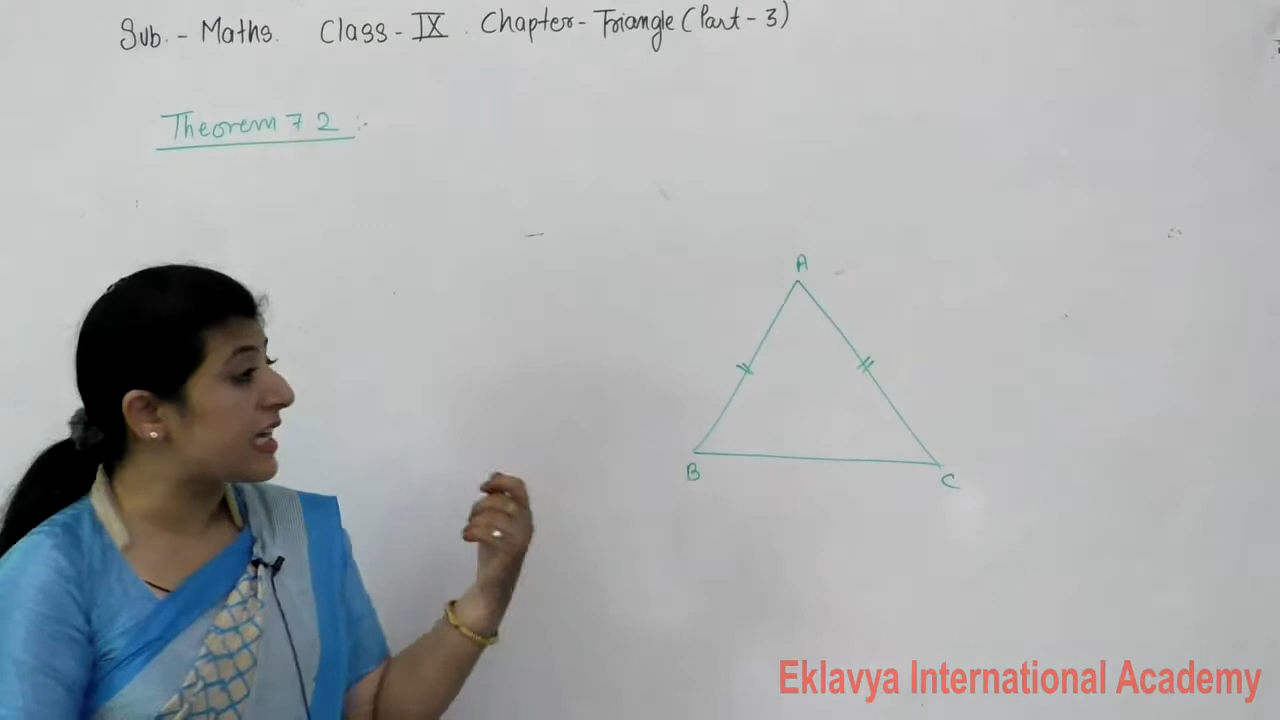 Sub. - Maths. Class - IX. Chapter - Triangle (Part - 3)
Theorem 7 2 :-
A
B
C
Eklavya International Academy